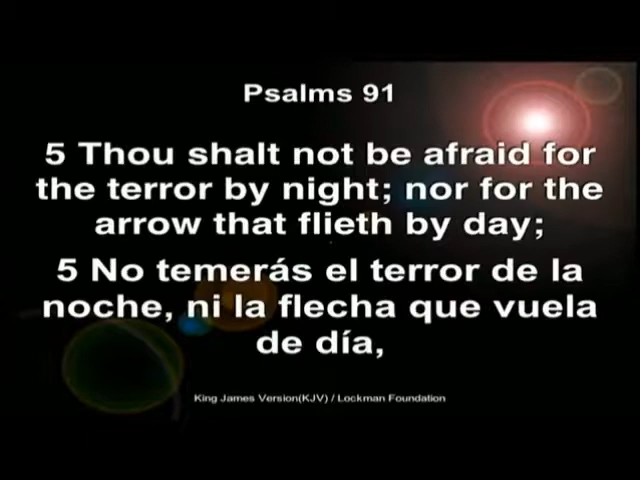 Psalms 91
5 Thou shalt not be afraid for
the terror by night; nor for the
arrow that flieth by day;
5 No temerás el terror de la
noche, ni la flecha que vuela
de día,
King James Version(KJV) / Lockman Foundation